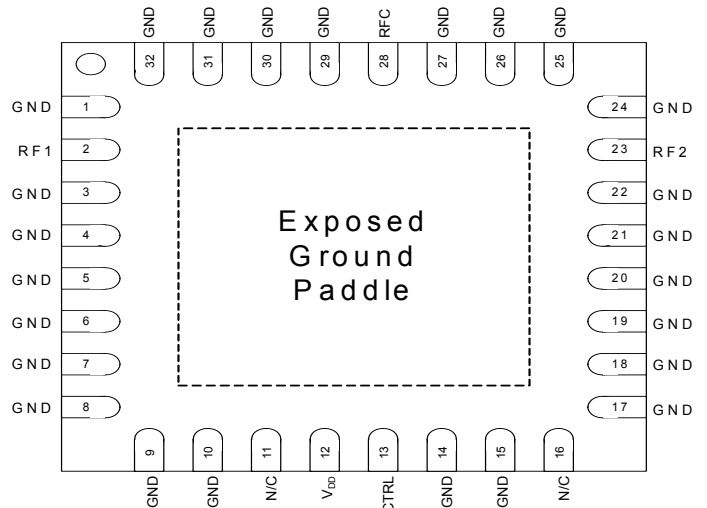 GND GND GND GND RFC GND GND GND
32 31 30 29 28 27 26 25
GND 1 24 GND
RF1 2 23 RF2
GND 3 22 GND
GND 4 21 GND
GND 5 20 GND
GND 6 19 GND
GND 7 18 GND
GND 8 17 GND
Exposed
Ground
Paddle
9 10 11 12 13 14 15 16
GND GND N/C VDD CTRL GND GND N/C